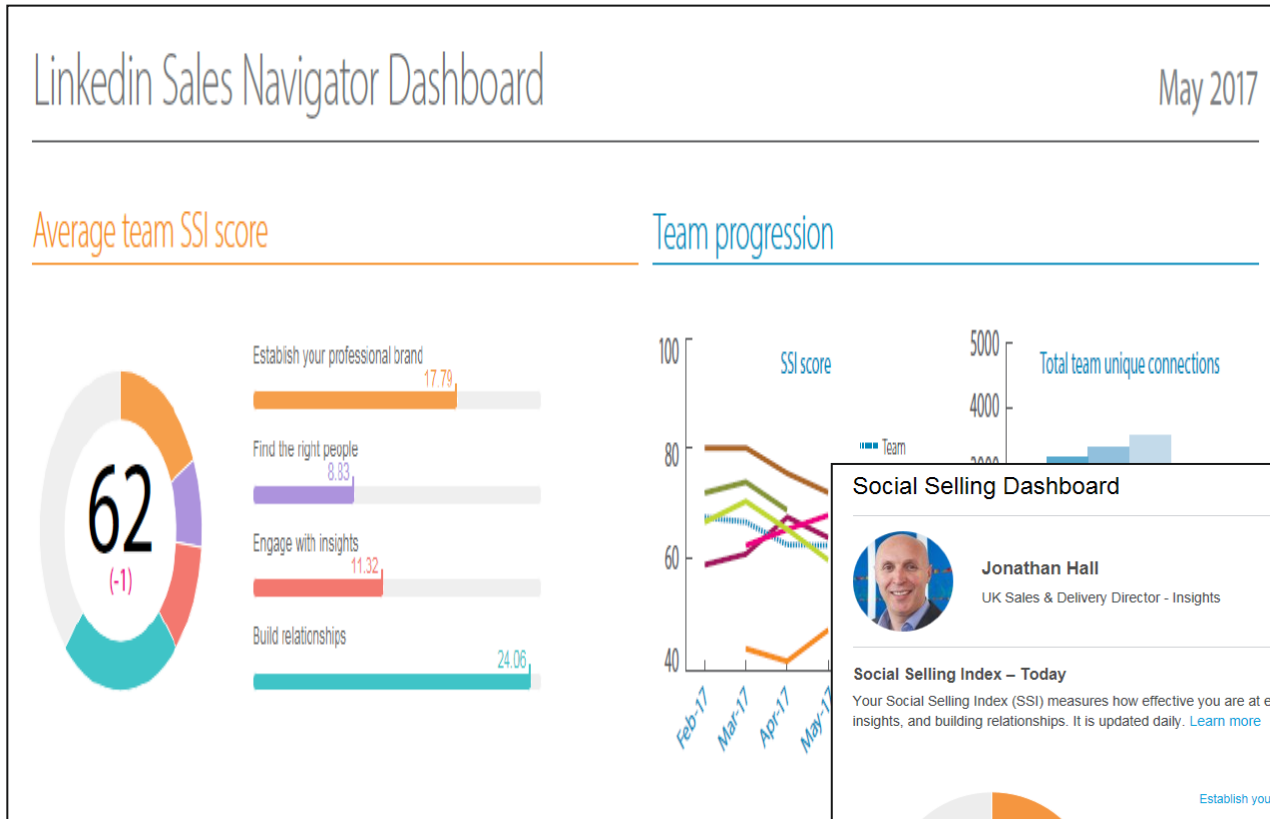 Linkedin Sales Navigator Dashboard
May 2017
Average team SSI score
Team progression
62
(-1)
Establish your professional brand
17.79
Find the right people
8.83
Engage with insights
11.32
Build relationships
24.06
SSI score
100
80
60
40
Feb-17
Mar-17
Apr-17
May-17
Team
Total team unique connections
5000
4000
Social Selling Dashboard
Jonathan Hall
UK Sales & Delivery Director - Insights
Social Selling Index – Today
Your Social Selling Index (SSI) measures how effective you are at e
insights, and building relationships. It is updated daily. Learn more
Establish you